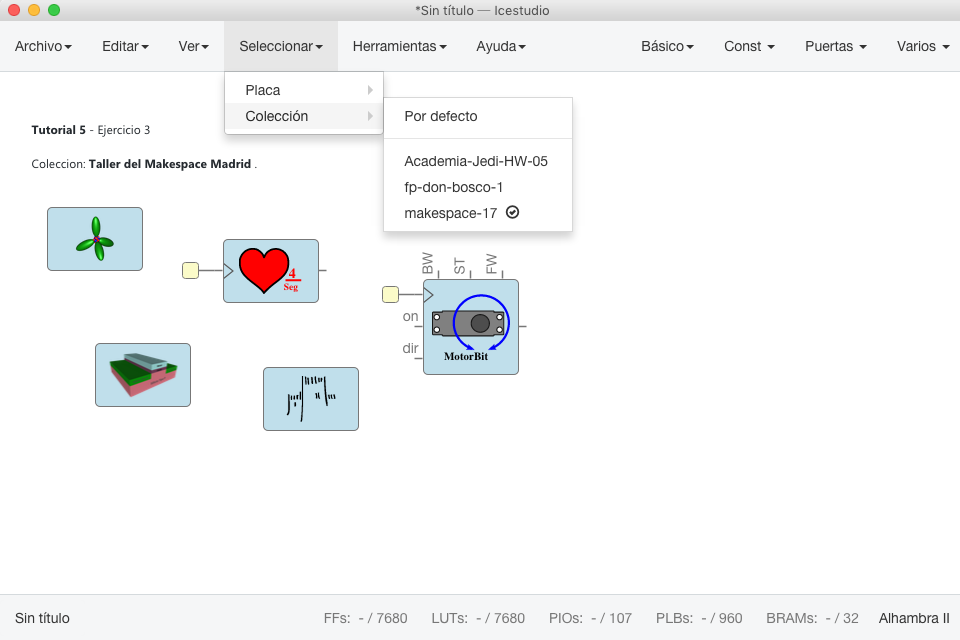 *Sin título — Icestudio
Archivo Editar Ver Seleccionar Herramientas Ayuda Básico Const Puertas Varios
Placa
Colección
Por defecto
Academia-Jedi-HW-05
fp-don-bosco-1
makespace-17
Tutorial 5 - Ejercicio 3
Coleccion: Taller del Makespace Madrid .
4
Seg
BW ST FW
on
dir
MotorBit
Sin título FFs: - / 7680 LUTs: - / 7680 PIOs: - / 107 PLBs: - / 960 BRAMs: - / 32 Alhambra II